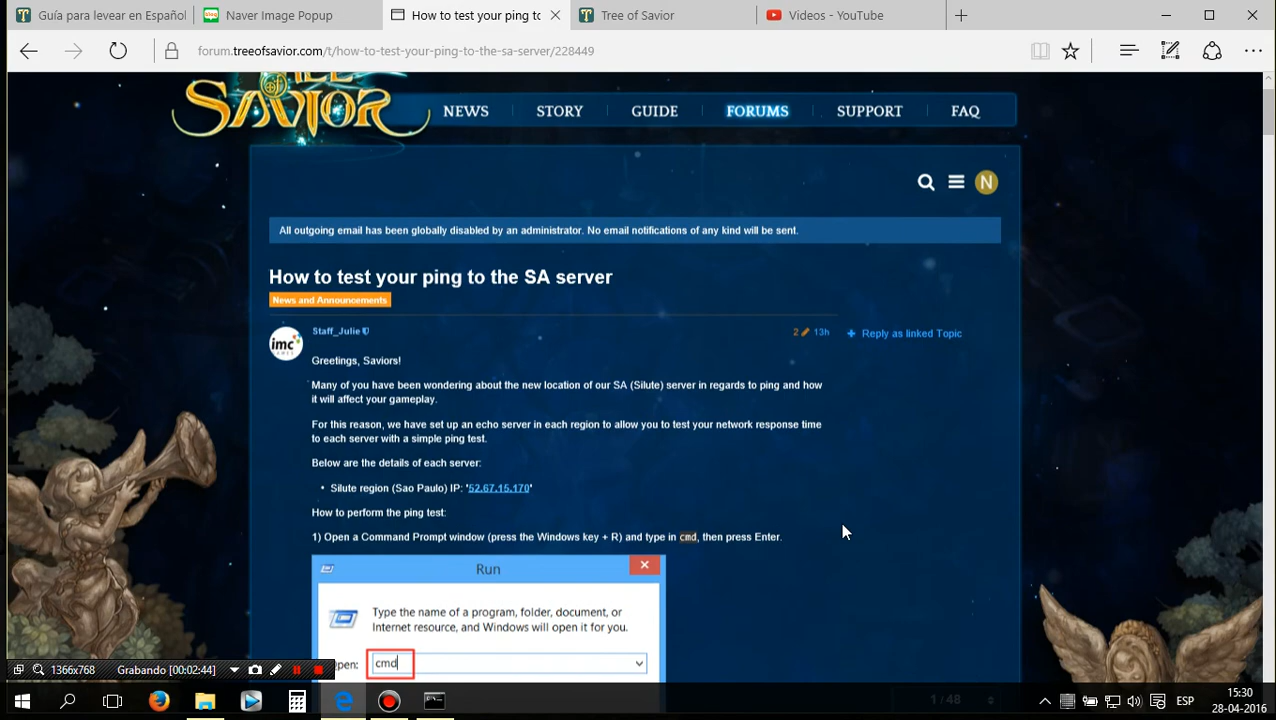 Guía para levear en Español
Naver Image Popup
How to test your ping to
Tree of Savior
Vídeos - YouTube
forum.treeofsavior.com/t/how-to-test-your-ping-to-the-sa-server/228449
SAVIOR
NEWS
STORY
GUIDE
FORUMS
SUPPORT
FAQ
N
All outgoing email has been globally disabled by an administrator. No email notifications of any kind will be sent.
How to test your ping to the SA server
News and Announcements
imc
GAMES
Staff_Julie
2
13h
Reply as linked Topic
Greetings, Saviors!
Many of you have been wondering about the new location of our SA (Silute) server in regards to ping and how
it will affect your gameplay.
For this reason, we have set up an echo server in each region to allow you to test your network response time
to each server with a simple ping test.
Below are the details of each server:
• Silute region (Sao Paulo) IP: '52.67.15.170'
How to perform the ping test:
1) Open a Command Prompt window (press the Windows key + R) and type in cmd, then press Enter.
Run
Type the name of a program, folder, document, or
Internet resource, and Windows will open it for you.
pen:
cmd
1366x768
Grabando [00:02:44]
1 / 48
ESP
15:30
28-04-2016